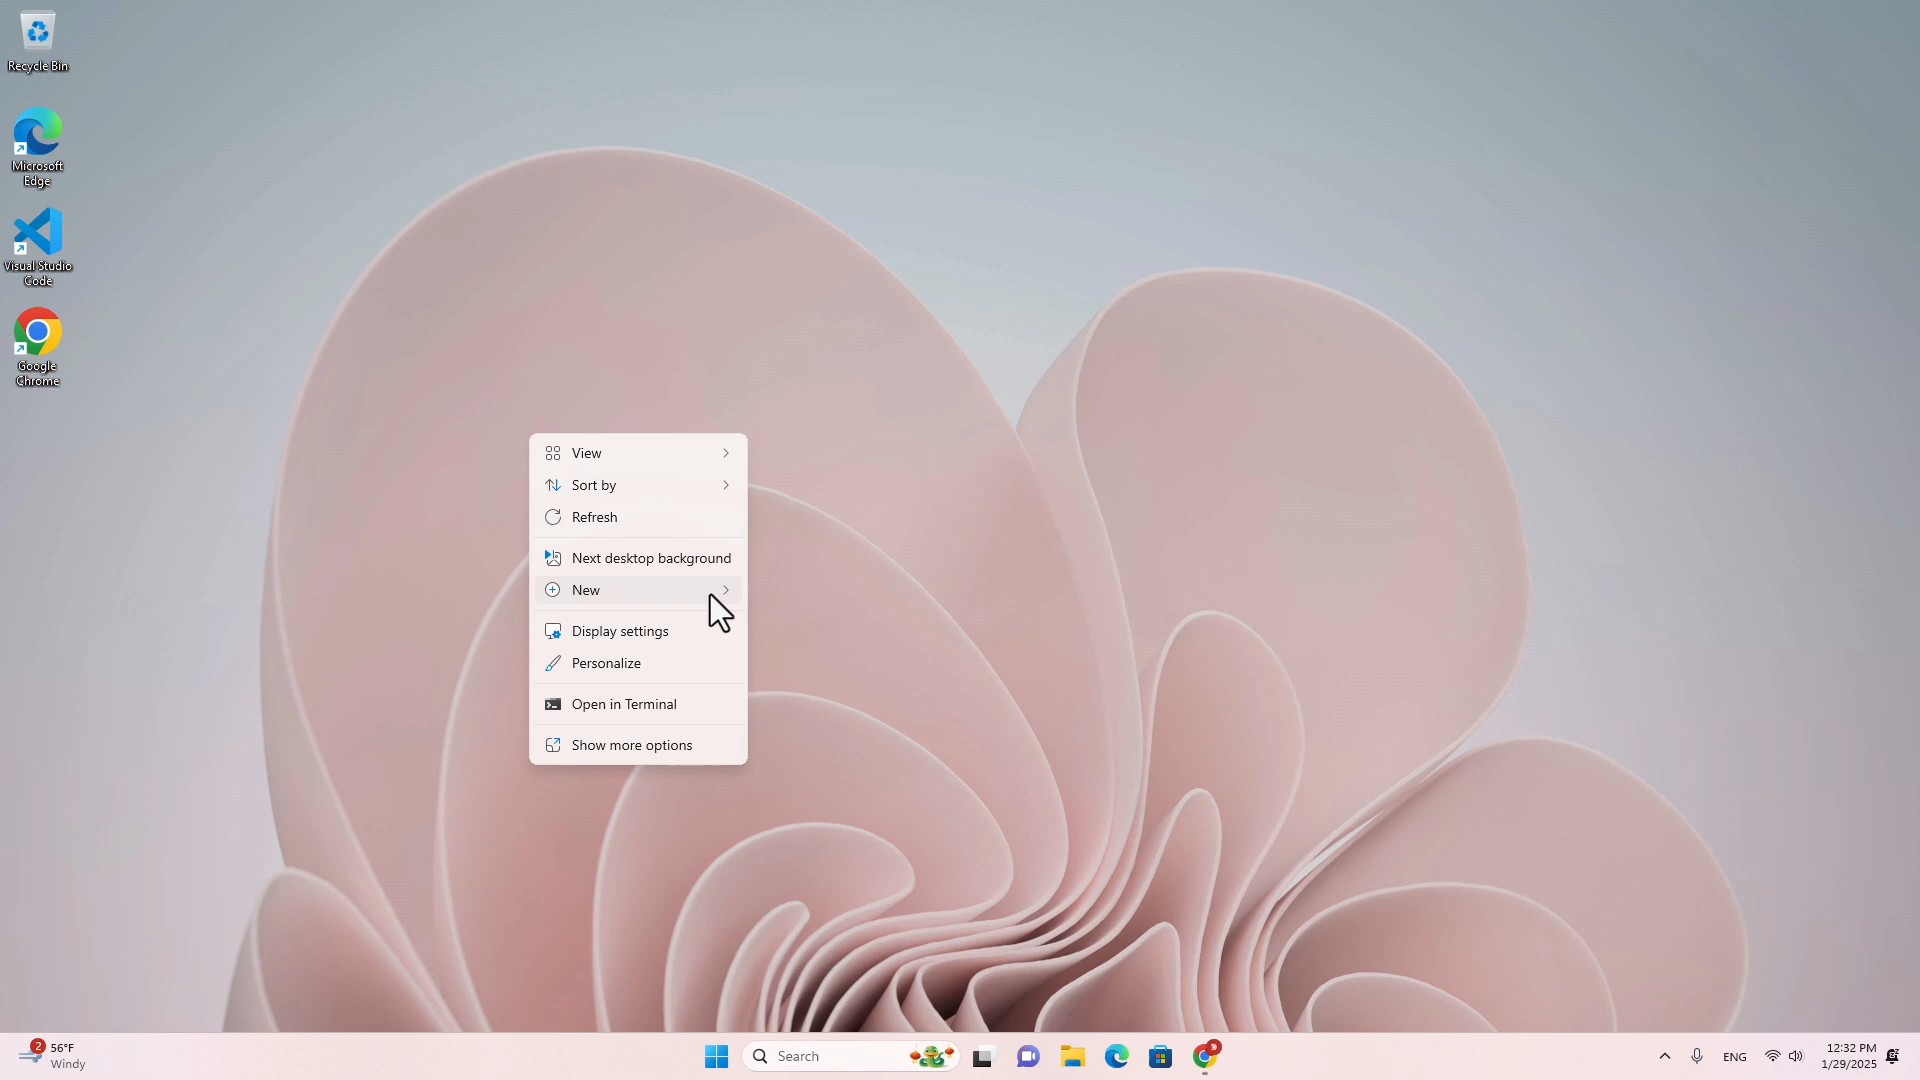 Recycle Bin
Microsoft
Edge
Visual Studio
Code
Google
Chrome
View
Sort by
Refresh
Next desktop background
New
Display settings
Personalize
Open in Terminal
Show more options
2
56°F
Windy
Search
ENG
12:32 PM
1/29/2025